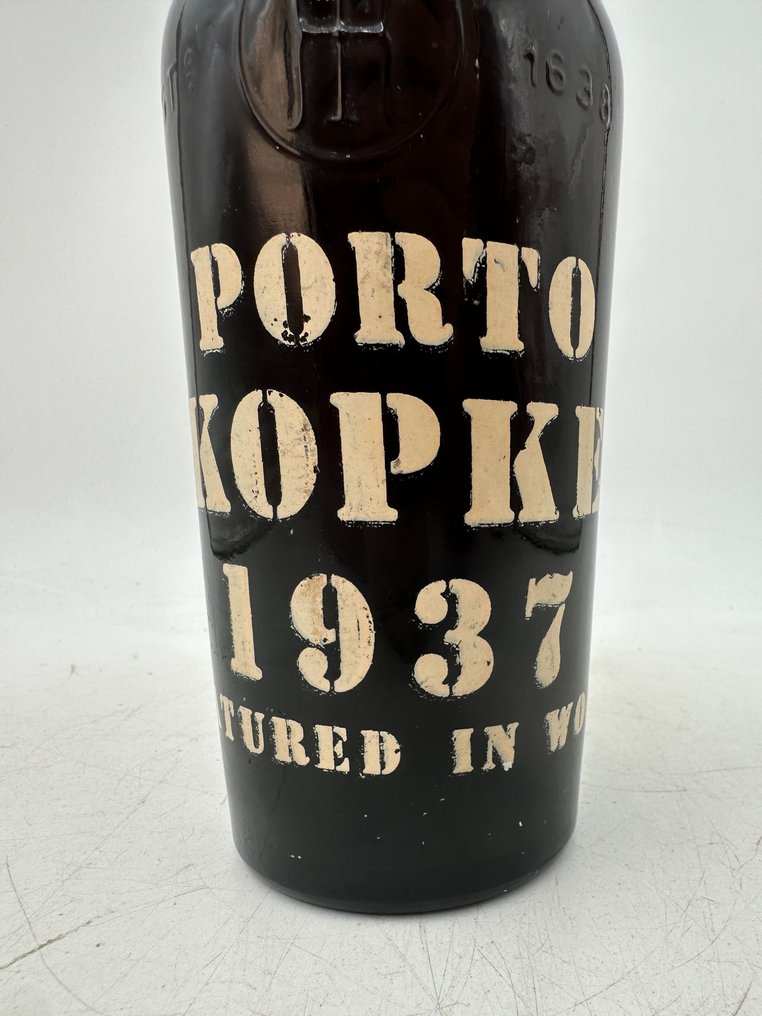 1638
PORTO
KOPKE
1937
TURED IN WO